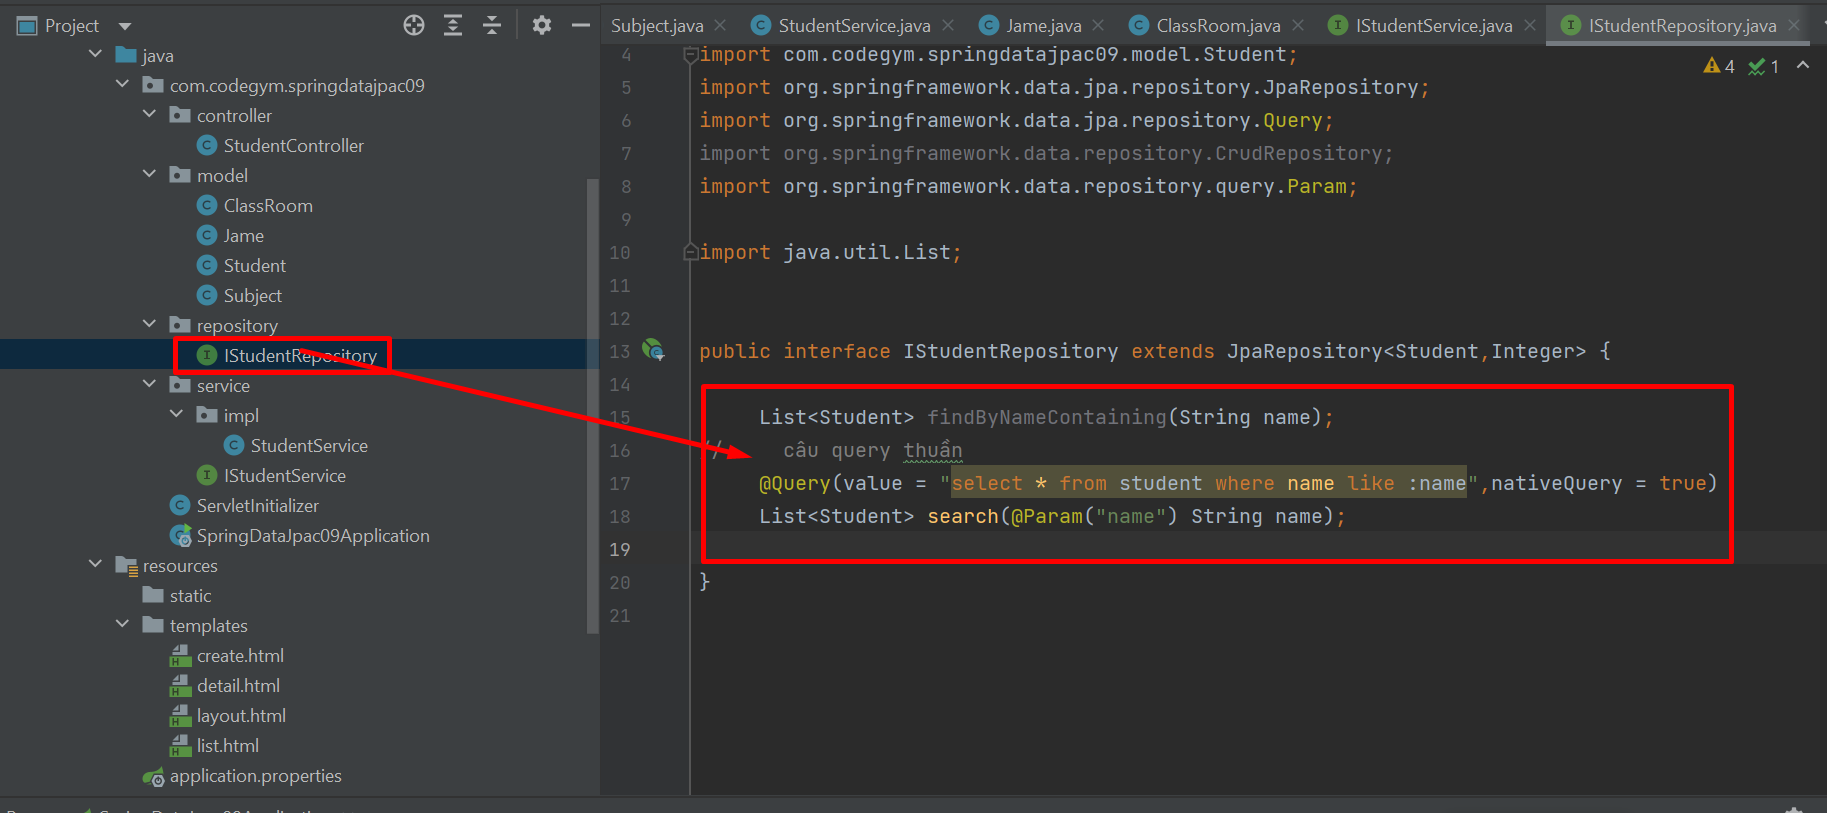 Project
java
com.codegym.springdatajpac09
controller
StudentController
model
ClassRoom
Jame
Student
Subject
repository
IStudentRepository
service
impl
StudentService
IStudentService
ServletInitializer
SpringDataJpac09Application
resources
static
templates
create.html
detail.html
layout.html
list.html
application.properties
Subject.java
StudentService.java
Jame.java
ClassRoom.java
IStudentService.java
IStudentRepository.java
4 1
4 import com.codegym.springdatajpac09.model.Student;
5 import org.springframework.data.jpa.repository.JpaRepository;
6 import org.springframework.data.jpa.repository.Query;
7 import org.springframework.data.repository.CrudRepository;
8 import org.springframework.data.repository.query.Param;
9
10 import java.util.List;
11
12
13 public interface IStudentRepository extends JpaRepository<Student,Integer> {
14
15 List<Student> findByNameContaining(String name);
16 // câu query thuần
17 @Query(value = "select * from student where name like :name",nativeQuery = true)
18 List<Student> search(@Param("name") String name);
19
20 }
21